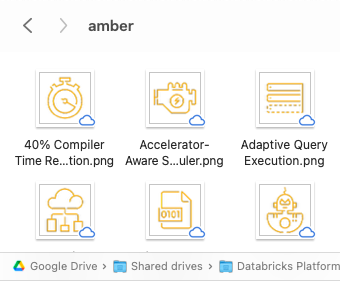 amber
40% Compiler
Time Re...tion.png
Accelerator-
Aware S...uler.png
Adaptive Query
Execution.png
0101
Google Drive › Shared drives › Databricks Platform